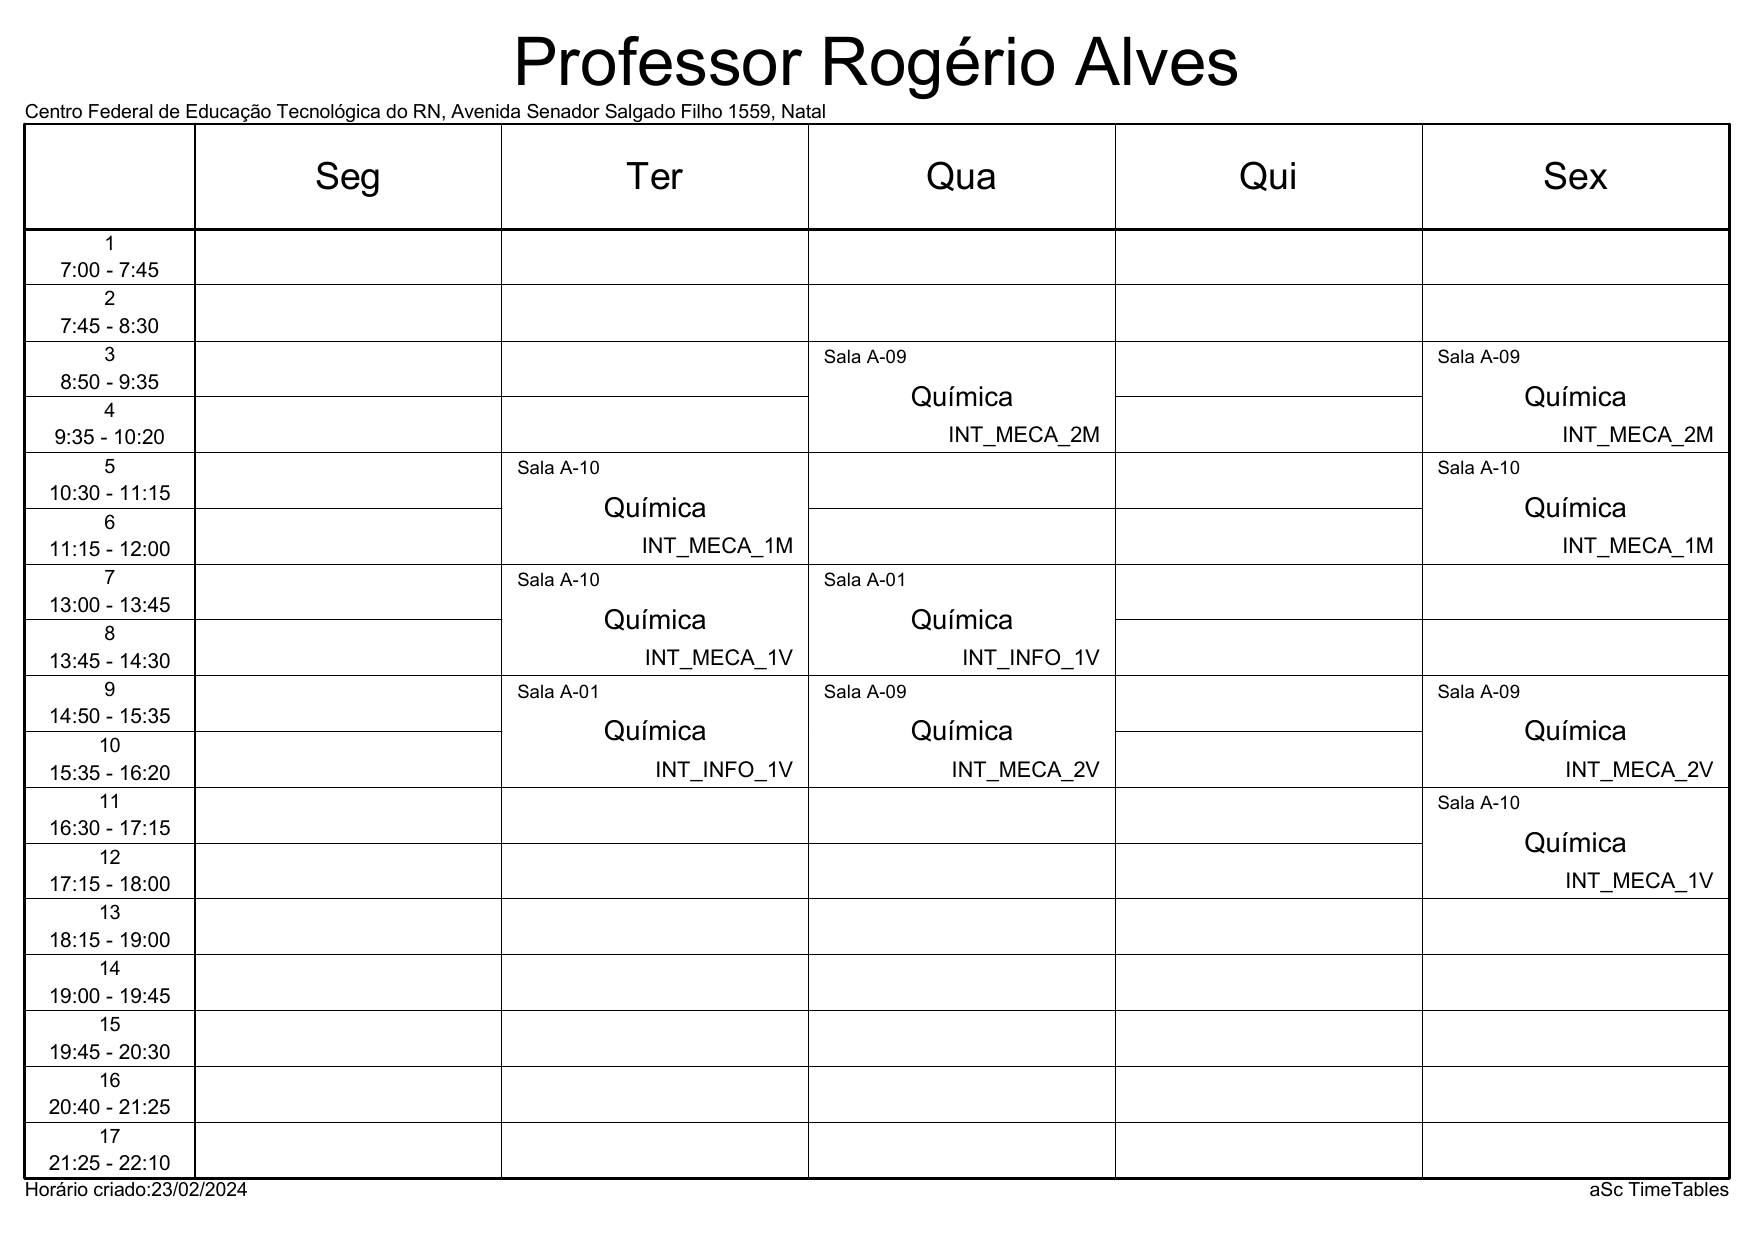 Professor Rogério Alves
Centro Federal de Educação Tecnológica do RN, Avenida Senador Salgado Filho 1559, Natal
Seg Ter Qua Qui Sex
1
7:00 - 7:45
2
7:45 - 8:30
3
8:50 - 9:35
4
9:35 - 10:20
Sala A-09
Química
INT_MECA_2M
Sala A-09
Química
INT_MECA_2M
5
10:30 - 11:15
6
11:15 - 12:00
Sala A-10
Química
INT_MECA_1M
Sala A-10
Química
INT_MECA_1M
7
13:00 - 13:45
8
13:45 - 14:30
Sala A-10
Química
INT_MECA_1V
Sala A-01
Química
INT_INFO_1V
9
14:50 - 15:35
10
15:35 - 16:20
Sala A-01
Química
INT_INFO_1V
Sala A-09
Química
INT_MECA_2V
Sala A-09
Química
INT_MECA_2V
11
16:30 - 17:15
12
17:15 - 18:00
Sala A-10
Química
INT_MECA_1V
13
18:15 - 19:00
14
19:00 - 19:45
15
19:45 - 20:30
16
20:40 - 21:25
17
21:25 - 22:10
Horário criado:23/02/2024
aSc TimeTables